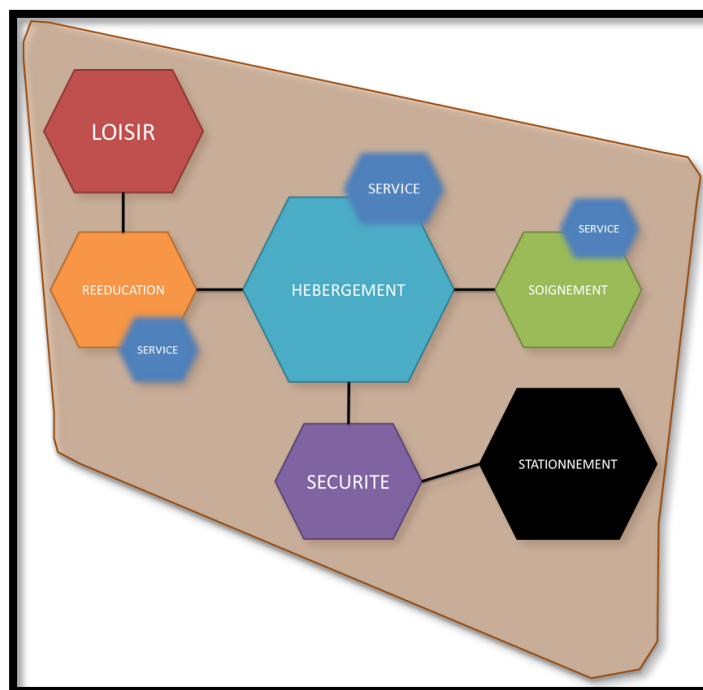 LOISIR
SERVICE
SERVICE
REEDUCATION
HEBERGEMENT
SOIGNEMENT
SERVICE
STATIONNEMENT
SECURITE